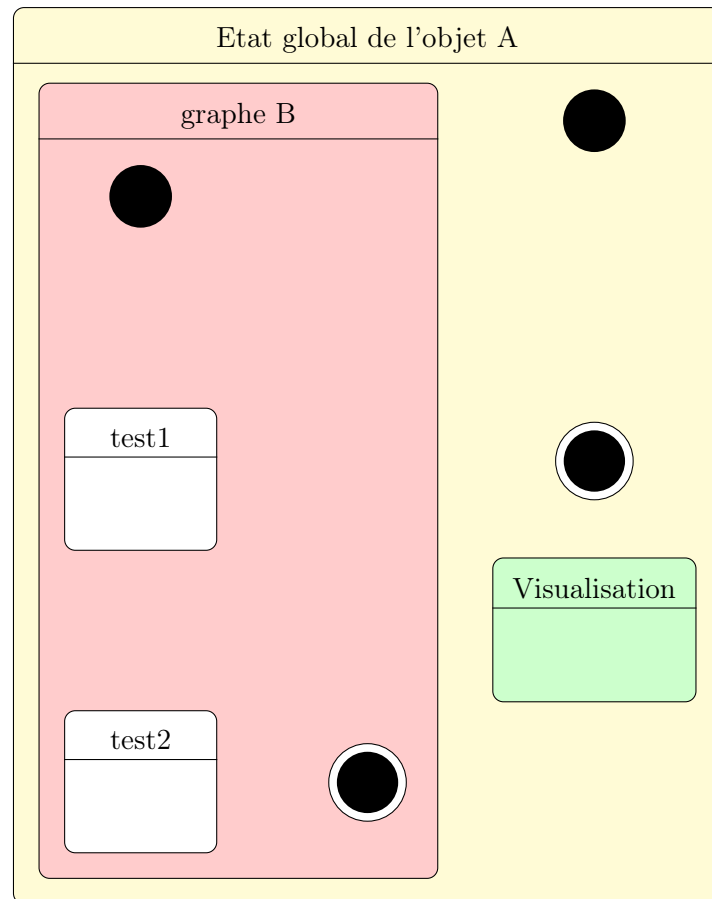 Etat global de l'objet A
graphe B
test1
Visualisation
test2